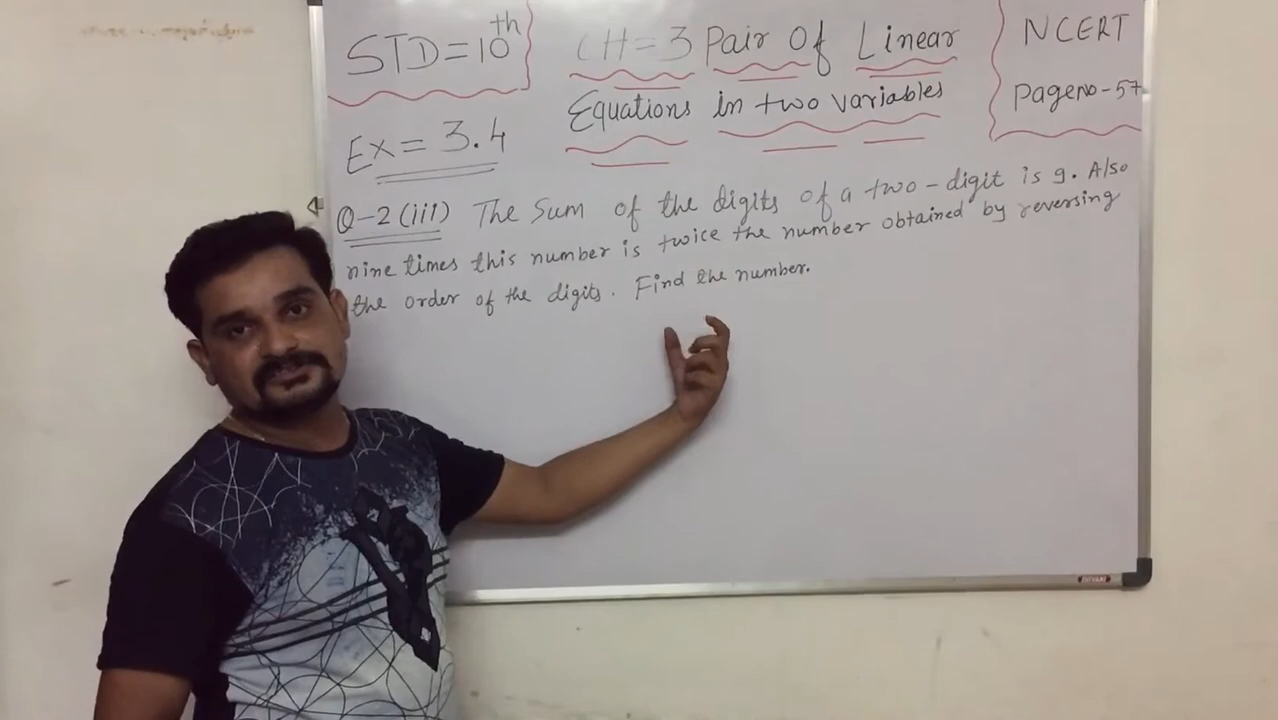 STD = 10th
CH = 3 Pair Of Linear
Equations in two variables
NCERT
Page no - 57
Ex = 3.4
Q-2 (iii) The Sum of the digits of a two-digit is 9. Also
nine times this number is twice the number obtained by reversing
the order of the digits. Find the number.